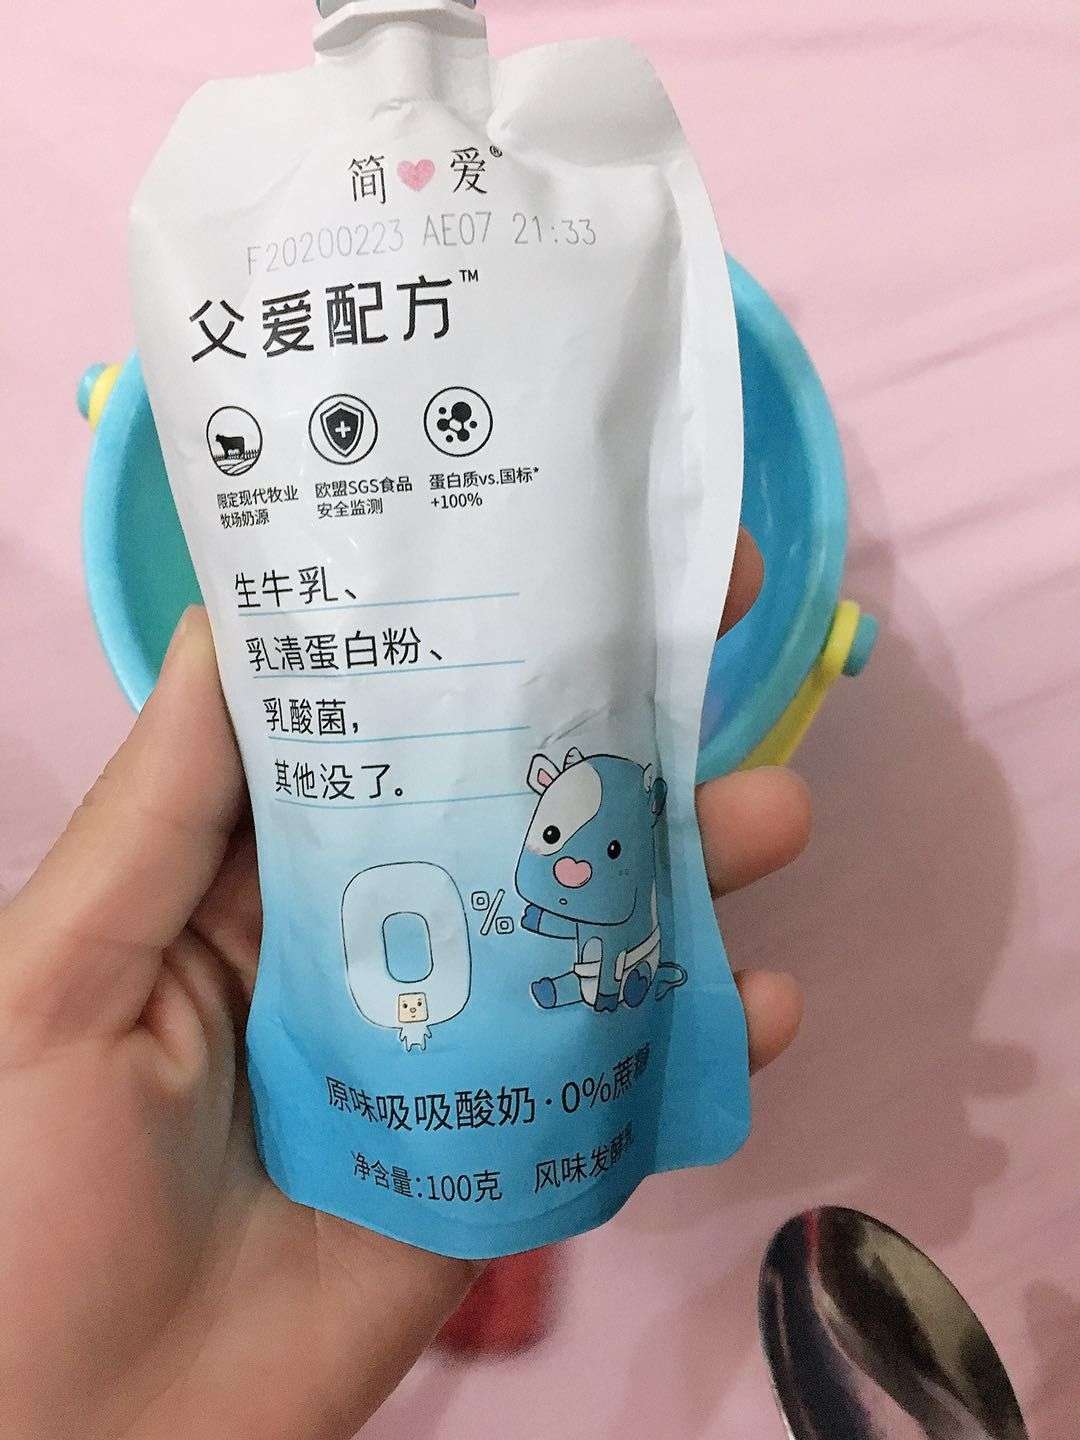 简爱®
F20200223 AE07 21:33
父爱配方™
限定现代牧业
牧场奶源
欧盟SGS食品
安全监测
蛋白质vs.国标*
+100%
生牛乳、
乳清蛋白粉、
乳酸菌，
其他没了。
0%
原味吸吸酸奶·0%蔗糖
净含量:100克 风味发酵乳